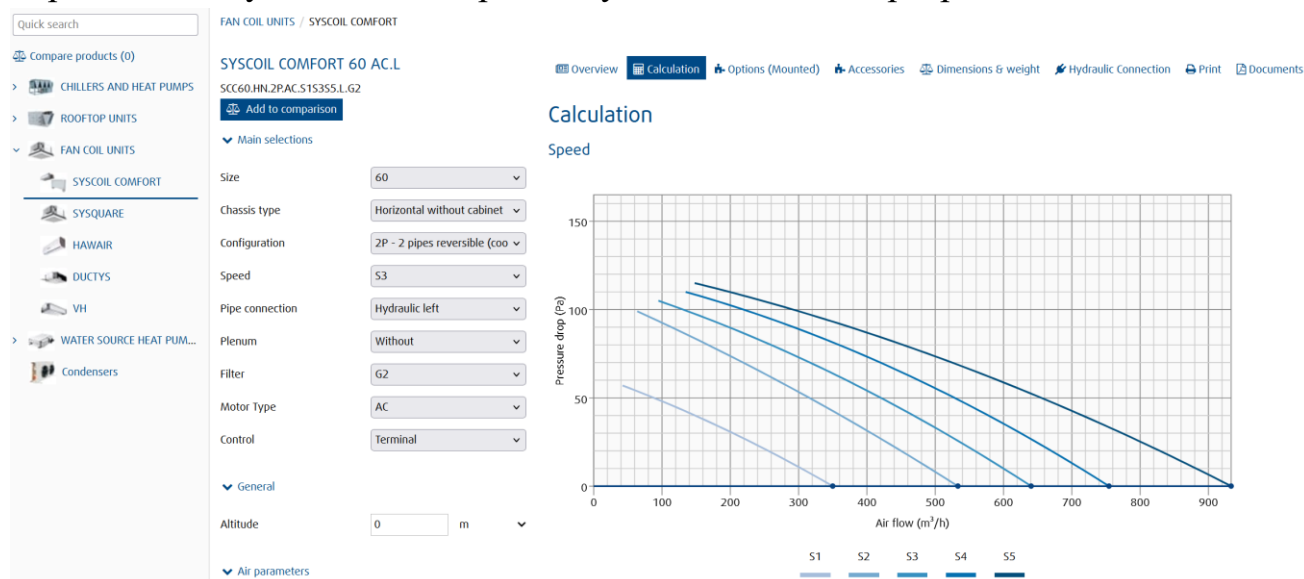 Quick search
Compare products (0)
CHILLERS AND HEAT PUMPS
ROOFTOP UNITS
FAN COIL UNITS
SYSCOIL COMFORT
SYSQUARE
HAWAIR
DUCTYS
VH
WATER SOURCE HEAT PUM...
Condensers
FAN COIL UNITS / SYSCOIL COMFORT
SYSCOIL COMFORT 60 AC.L
SCC60.HN.2P.AC.S1S3S5.L.G2
Add to comparison
Main selections
Size 60
Chassis type Horizontal without cabinet
Configuration 2P - 2 pipes reversible (coo
Speed S3
Pipe connection Hydraulic left
Plenum Without
Filter G2
Motor Type AC
Control Terminal
General
Altitude 0 m
Air parameters
Overview Calculation Options (Mounted) Accessories Dimensions & weight Hydraulic Connection Print Documents
Calculation
Speed
Pressure drop (Pa)
150
100
50
0
0 100 200 300 400 500 600 700 800 900
Air flow (m³/h)
S1 S2 S3 S4 S5